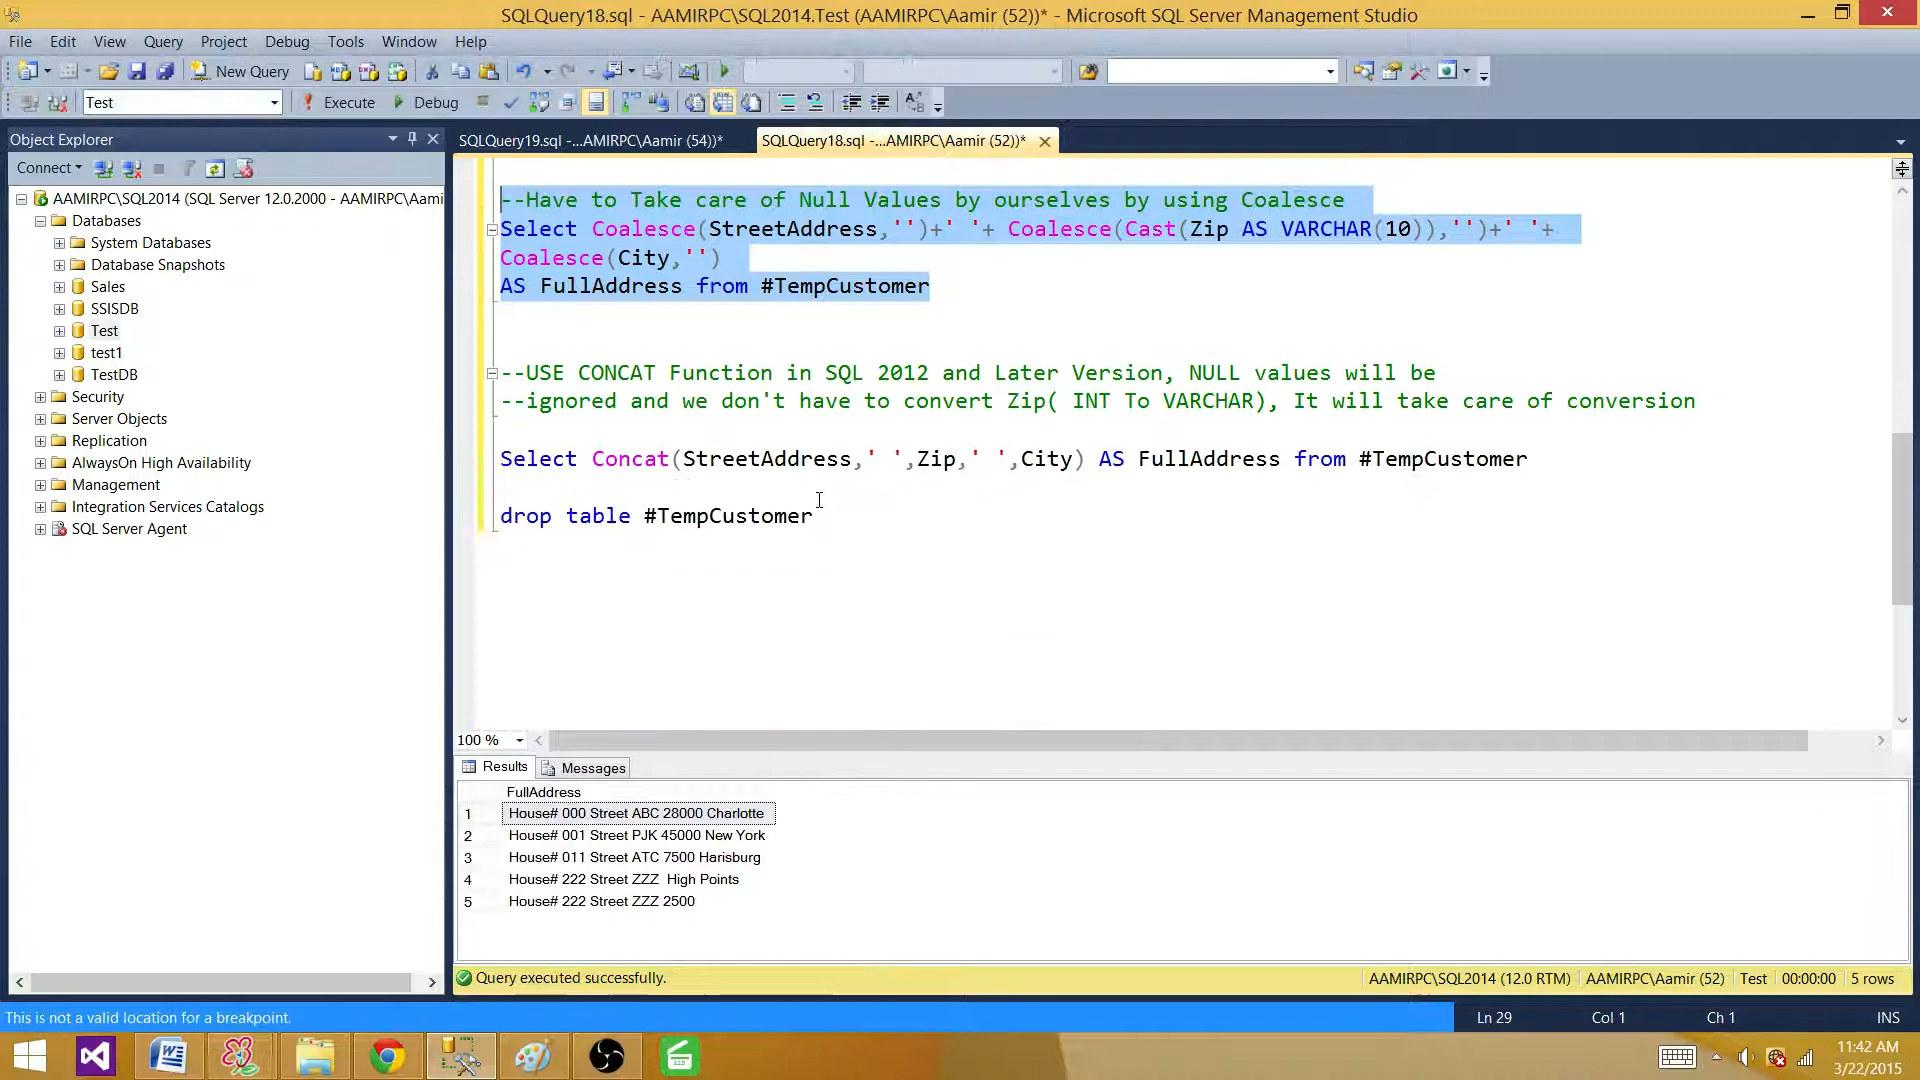 SQLQuery18.sql - AAMIRPC\SQL2014.Test (AAMIRPC\Aamir (52))* - Microsoft SQL Server Management Studio
File Edit View Query Project Debug Tools Window Help
New Query
Test Execute Debug
Object Explorer
SQLQuery19.sql -...AMIRPC\Aamir (54))* SQLQuery18.sql -...AMIRPC\Aamir (52))*
Connect
AAMIRPC\SQL2014 (SQL Server 12.0.2000 - AAMIRPC\Aami
Databases
System Databases
Database Snapshots
Sales
SSISDB
Test
test1
TestDB
Security
Server Objects
Replication
AlwaysOn High Availability
Management
Integration Services Catalogs
SQL Server Agent
--Have to Take care of Null Values by ourselves by using Coalesce
Select Coalesce(StreetAddress,'')+' '+ Coalesce(Cast(Zip AS VARCHAR(10)),'')+' '+
Coalesce(City,'')
AS FullAddress from #TempCustomer
--USE CONCAT Function in SQL 2012 and Later Version, NULL values will be
--ignored and we don't have to convert Zip( INT To VARCHAR), It will take care of conversion
Select Concat(StreetAddress,' ',Zip,' ',City) AS FullAddress from #TempCustomer
drop table #TempCustomer
100 %
Results Messages
FullAddress
1 House# 000 Street ABC 28000 Charlotte
2 House# 001 Street PJK 45000 New York
3 House# 011 Street ATC 7500 Harisburg
4 House# 222 Street ZZZ  High Points
5 House# 222 Street ZZZ 2500
Query executed successfully. AAMIRPC\SQL2014 (12.0 RTM) AAMIRPC\Aamir (52) Test 00:00:00 5 rows
This is not a valid location for a breakpoint. Ln 29 Col 1 Ch 1 INS
11:42 AM
3/22/2015